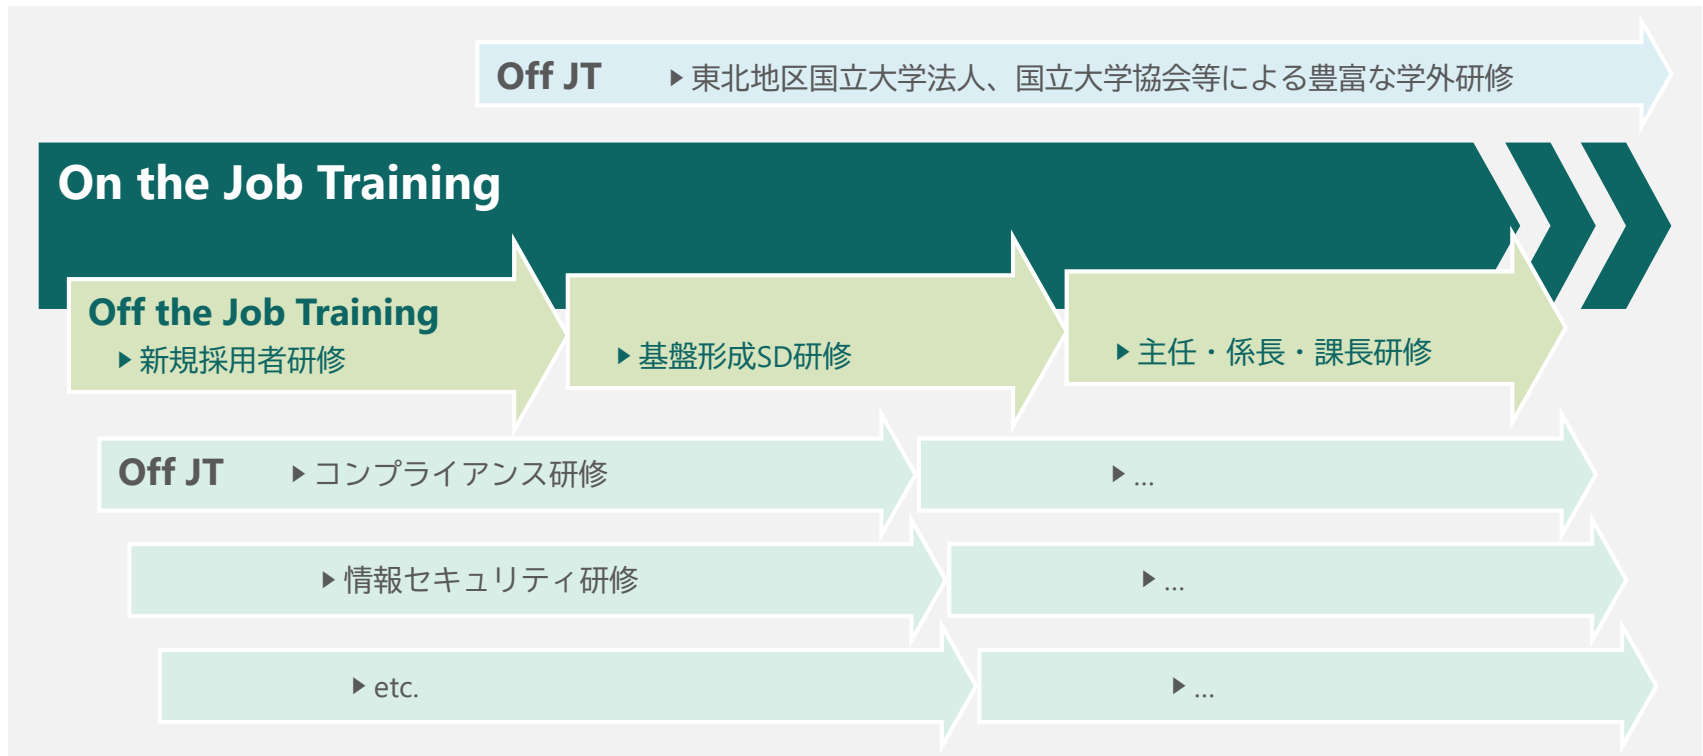 Off JT ▶東北地区国立大学法人、国立大学協会等による豊富な学外研修
On the Job Training
Off the Job Training
▶新規採用者研修
▶基盤形成SD研修
▶主任・係長・課長研修
Off JT ▶コンプライアンス研修
▶...
▶情報セキュリティ研修
▶...
▶etc.
▶...